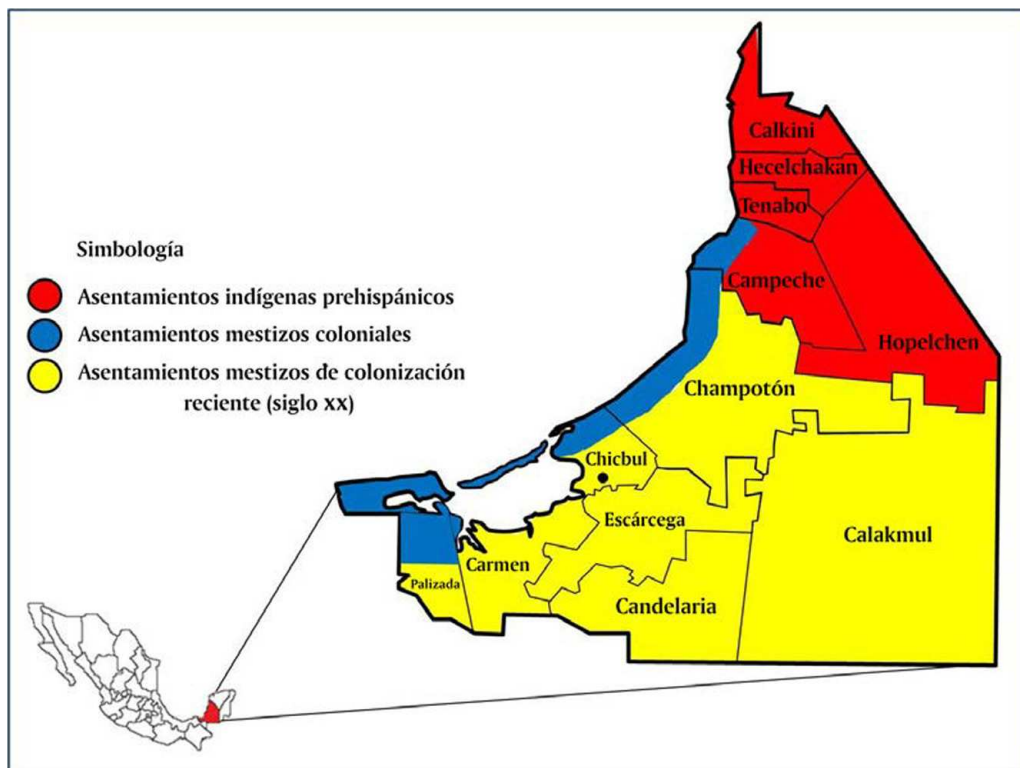 Simbología
Asentamientos indígenas prehispánicos
Asentamientos mestizos coloniales
Asentamientos mestizos de colonización
reciente (siglo XX)
Calkini
Hecelchakan
Tenabo
Campeche
Hopelchen
Champotón
Chicbul
Escárcega
Calakmul
Carmen
Palizada
Candelaria